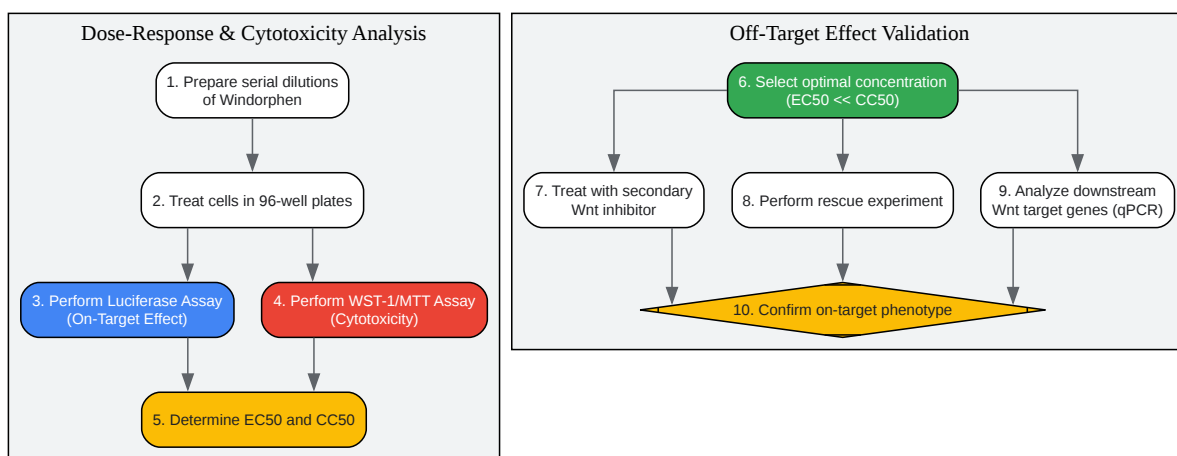 Dose-Response & Cytotoxicity Analysis
1. Prepare serial dilutions
of Windorphen
2. Treat cells in 96-well plates
3. Perform Luciferase Assay
(On-Target Effect)
4. Perform WST-1/MTT Assay
(Cytotoxicity)
5. Determine EC50 and CC50
Off-Target Effect Validation
6. Select optimal concentration
(EC50 << CC50)
7. Treat with secondary
Wnt inhibitor
8. Perform rescue experiment
9. Analyze downstream
Wnt target genes (qPCR)
10. Confirm on-target phenotype